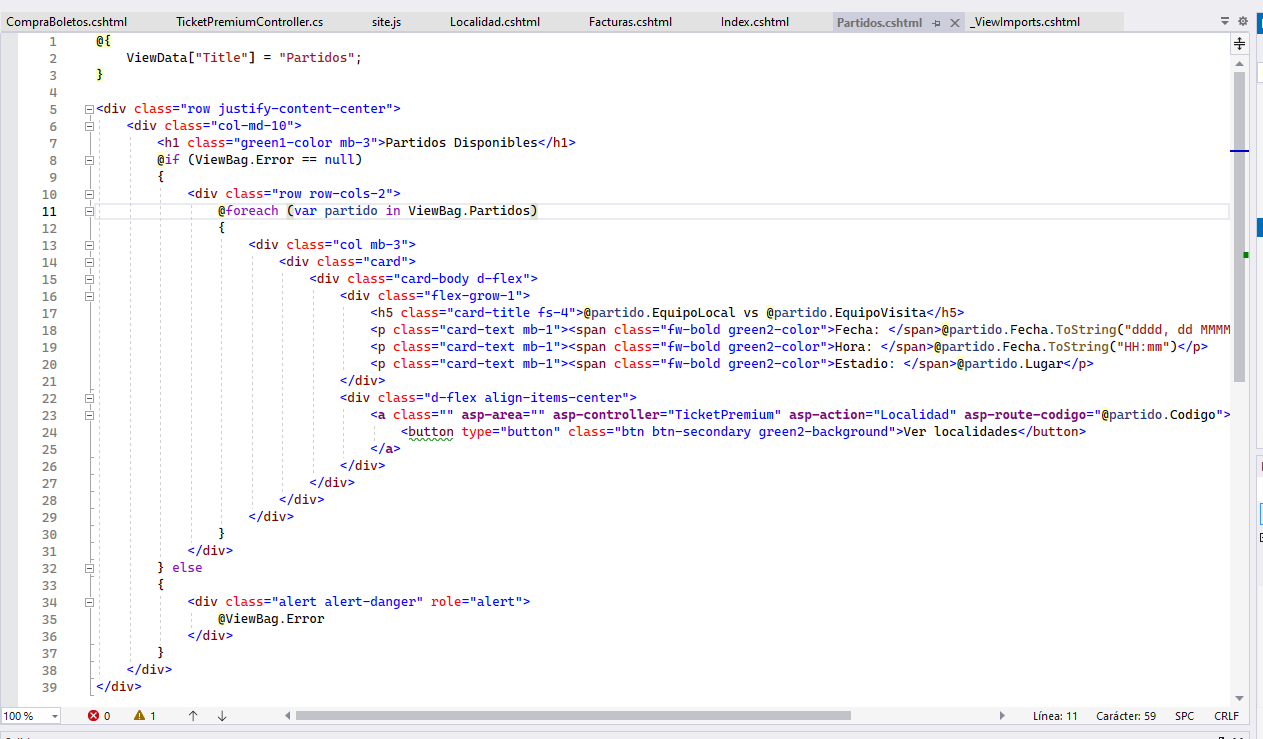 CompraBoletos.cshtml TicketPremiumController.cs site.js Localidad.cshtml Facturas.cshtml Index.cshtml Partidos.cshtml _ViewImports.cshtml
1 @{
2 ViewData["Title"] = "Partidos";
3 }
4
5 <div class="row justify-content-center">
6 <div class="col-md-10">
7 <h1 class="green1-color mb-3">Partidos Disponibles</h1>
8 @if (ViewBag.Error == null)
9 {
10 <div class="row row-cols-2">
11 @foreach (var partido in ViewBag.Partidos)
12 {
13 <div class="col mb-3">
14 <div class="card">
15 <div class="card-body d-flex">
16 <div class="flex-grow-1">
17 <h5 class="card-title fs-4">@partido.EquipoLocal vs @partido.EquipoVisita</h5>
18 <p class="card-text mb-1"><span class="fw-bold green2-color">Fecha: </span>@partido.Fecha.ToString("dddd, dd MMMM
19 <p class="card-text mb-1"><span class="fw-bold green2-color">Hora: </span>@partido.Fecha.ToString("HH:mm")</p>
20 <p class="card-text mb-1"><span class="fw-bold green2-color">Estadio: </span>@partido.Lugar</p>
21 </div>
22 <div class="d-flex align-items-center">
23 <a class="" asp-area="" asp-controller="TicketPremium" asp-action="Localidad" asp-route-codigo="@partido.Codigo">
24 <button type="button" class="btn btn-secondary green2-background">Ver localidades</button>
25 </a>
26 </div>
27 </div>
28 </div>
29 </div>
30 }
31 </div>
32 } else
33 {
34 <div class="alert alert-danger" role="alert">
35 @ViewBag.Error
36 </div>
37 }
38 </div>
39 </div>
100 % 0 1 Línea: 11 Carácter: 59 SPC CRLF